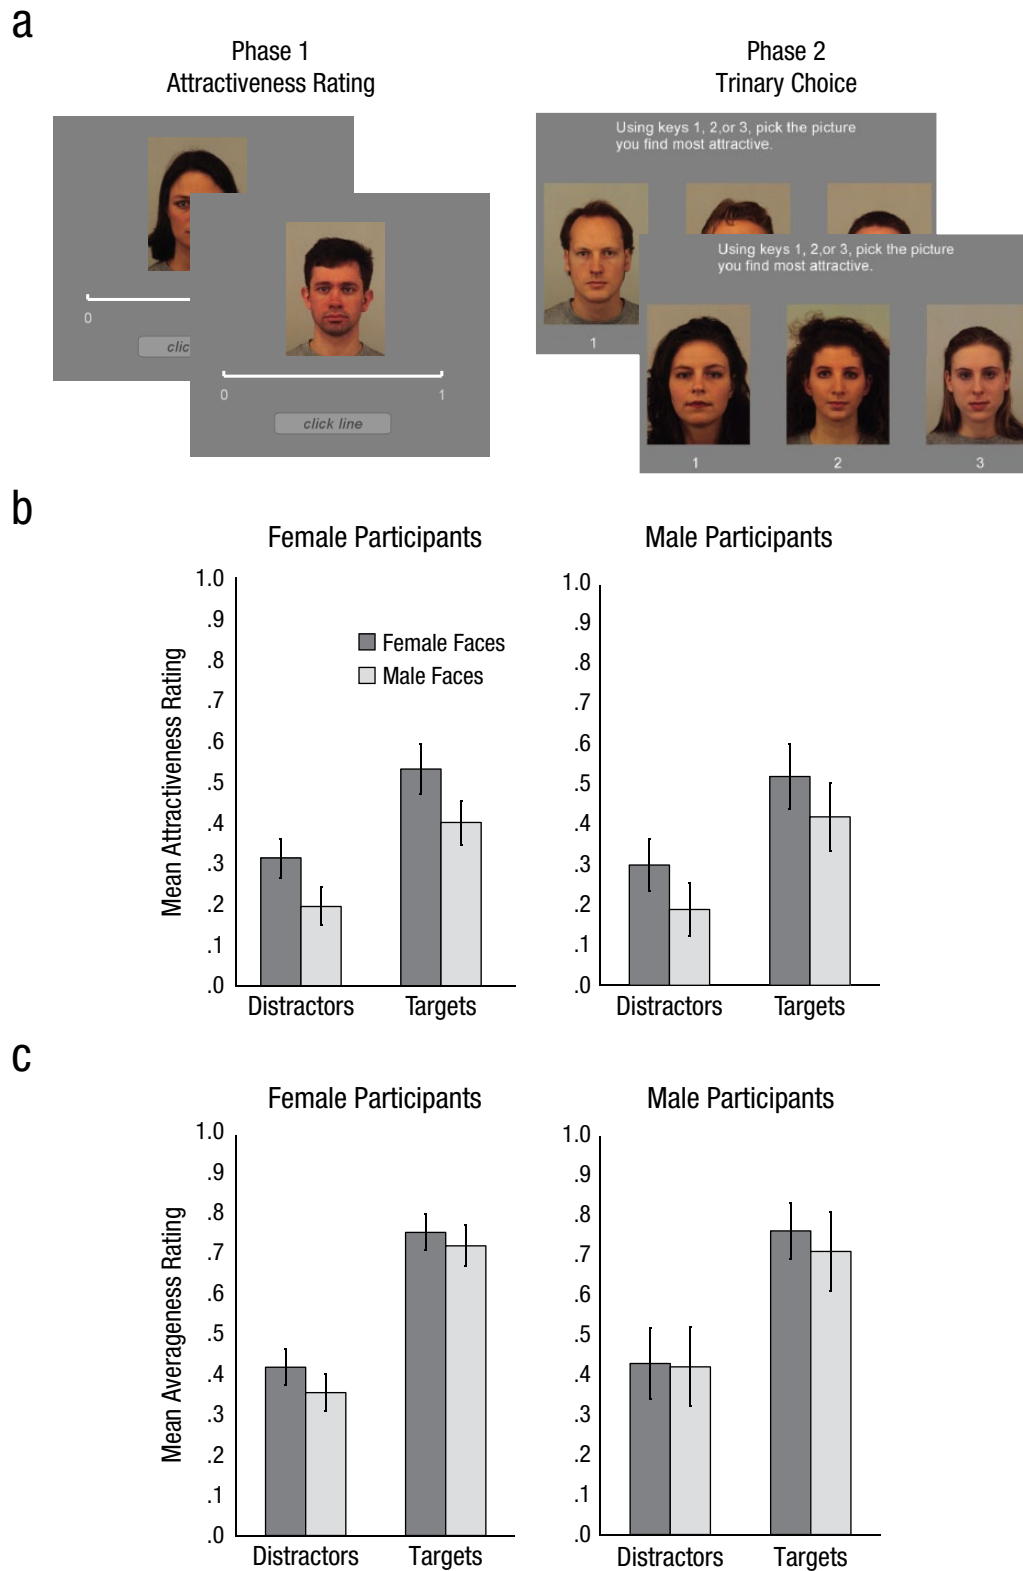 a
Phase 1
Attractiveness Rating
0
clic
0
1
click line
Phase 2
Trinary Choice
Using keys 1, 2,or 3, pick the picture
you find most attractive.
1
Using keys 1, 2,or 3, pick the picture
you find most attractive.
1
2
3
b
Female Participants
Mean Attractiveness Rating
1.0
.9
.8
.7
.6
.5
.4
.3
.2
.1
.0
Female Faces
Male Faces
Distractors
Targets
Male Participants
1.0
.9
.8
.7
.6
.5
.4
.3
.2
.1
.0
Distractors
Targets
c
Female Participants
Mean Averageness Rating
1.0
.9
.8
.7
.6
.5
.4
.3
.2
.1
.0
Distractors
Targets
Male Participants
1.0
.9
.8
.7
.6
.5
.4
.3
.2
.1
.0
Distractors
Targets